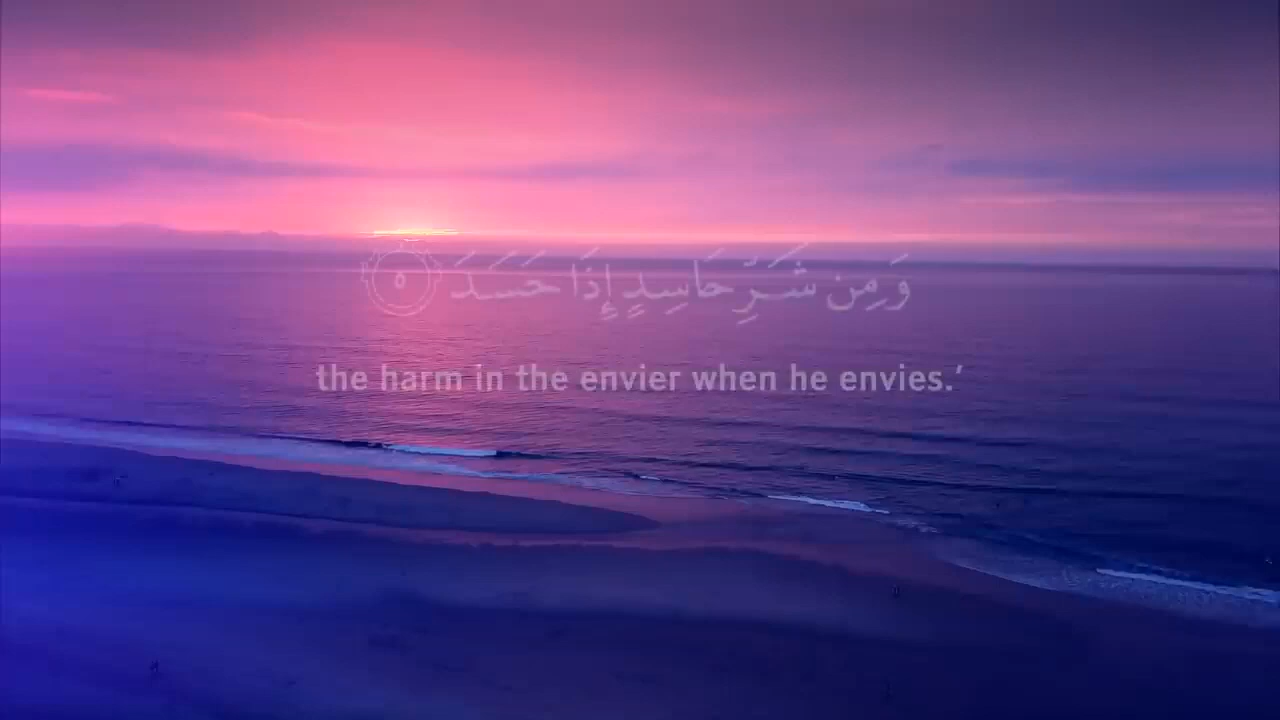 وَمِن شَرِّ حَاسِدٍ إِذَا حَسَدَ ٥
the harm in the envier when he envies.’